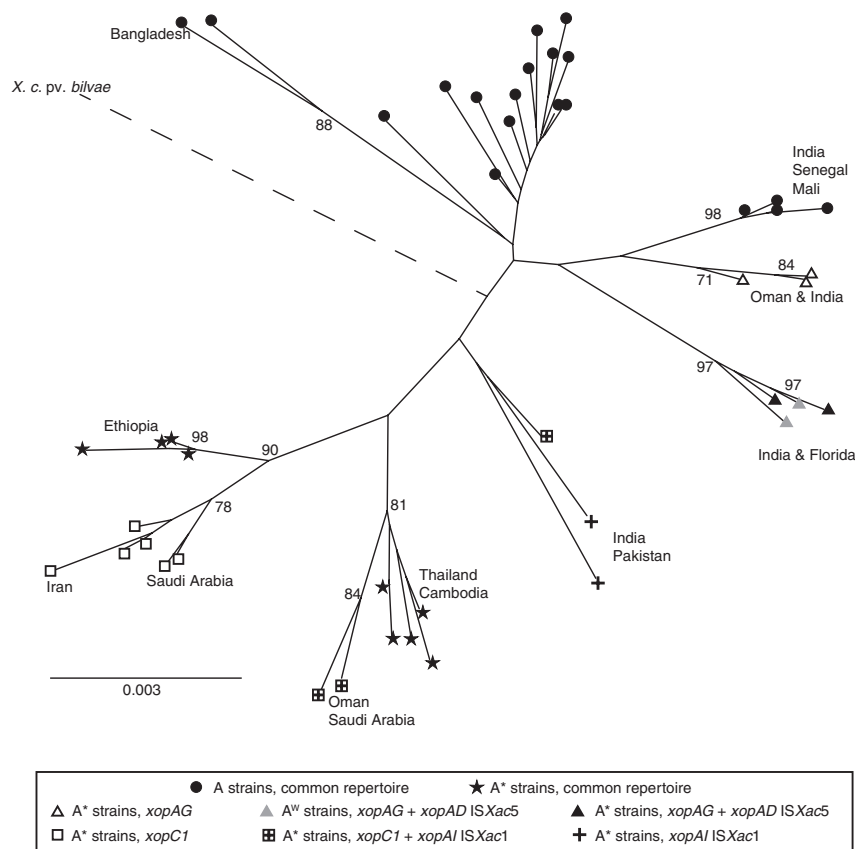 Bangladesh
X. c. pv. bilvae
88
India
Senegal
Mali
98
84
71
Oman & India
97
97
India & Florida
Ethiopia
98
90
78
Iran
Saudi Arabia
81
Thailand
Cambodia
84
Oman
Saudi Arabia
India
Pakistan
0.003
A strains, common repertoire
A* strains, common repertoire
A* strains, xopAG
Aᵂ strains, xopAG + xopAD ISXac5
A* strains, xopAG + xopAD ISXac5
A* strains, xopC1
A* strains, xopC1 + xopAI ISXac1
A* strains, xopAI ISXac1